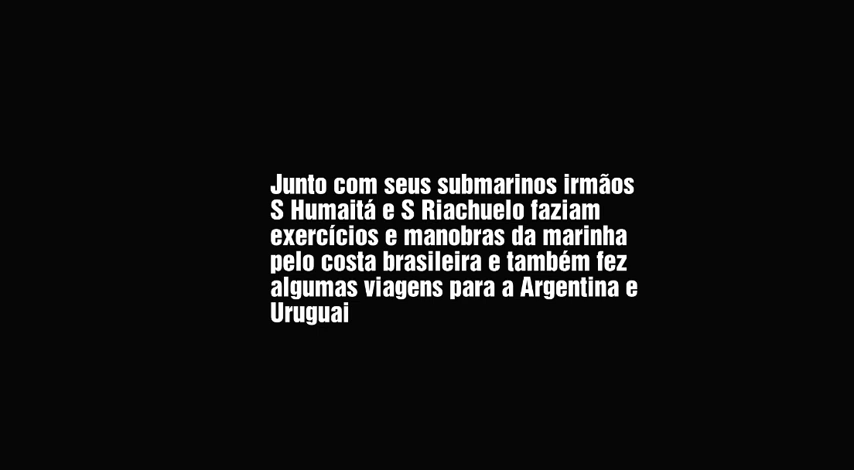 Junto com seus submarinos irmãos
S Humaitá e S Riachuelo faziam
exercícios e manobras da marinha
pelo costa brasileira e também fez
algumas viagens para a Argentina e
Uruguai